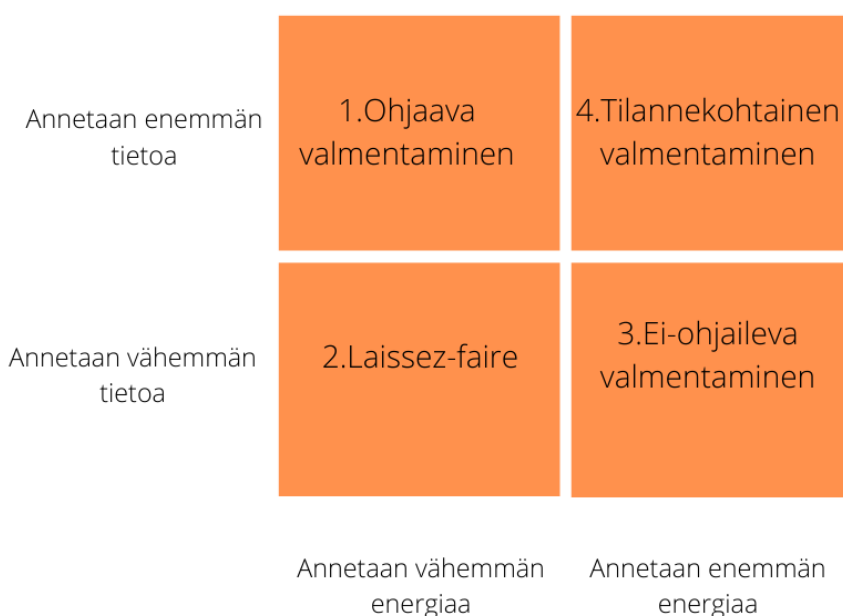 Annetaan enemmän
tietoa
1.Ohjaava
valmentaminen
4.Tilannekohtainen
valmentaminen
Annetaan vähemmän
tietoa
2.Laissez-faire
3.Ei-ohjaileva
valmentaminen
Annetaan vähemmän
energiaa
Annetaan enemmän
energiaa